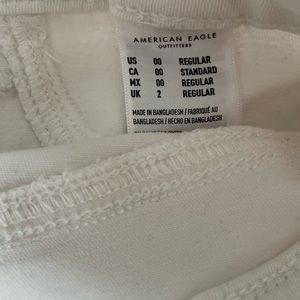 AMERICAN EAGLE
OUTFITTERS
US 00 REGULAR
CA 00 STANDARD
MX 00 REGULAR
UK 2 REGULAR
MADE IN BANGLADESH / FABRIQUÉ AU
BANGLADESH / HECHO EN BANGLADESH